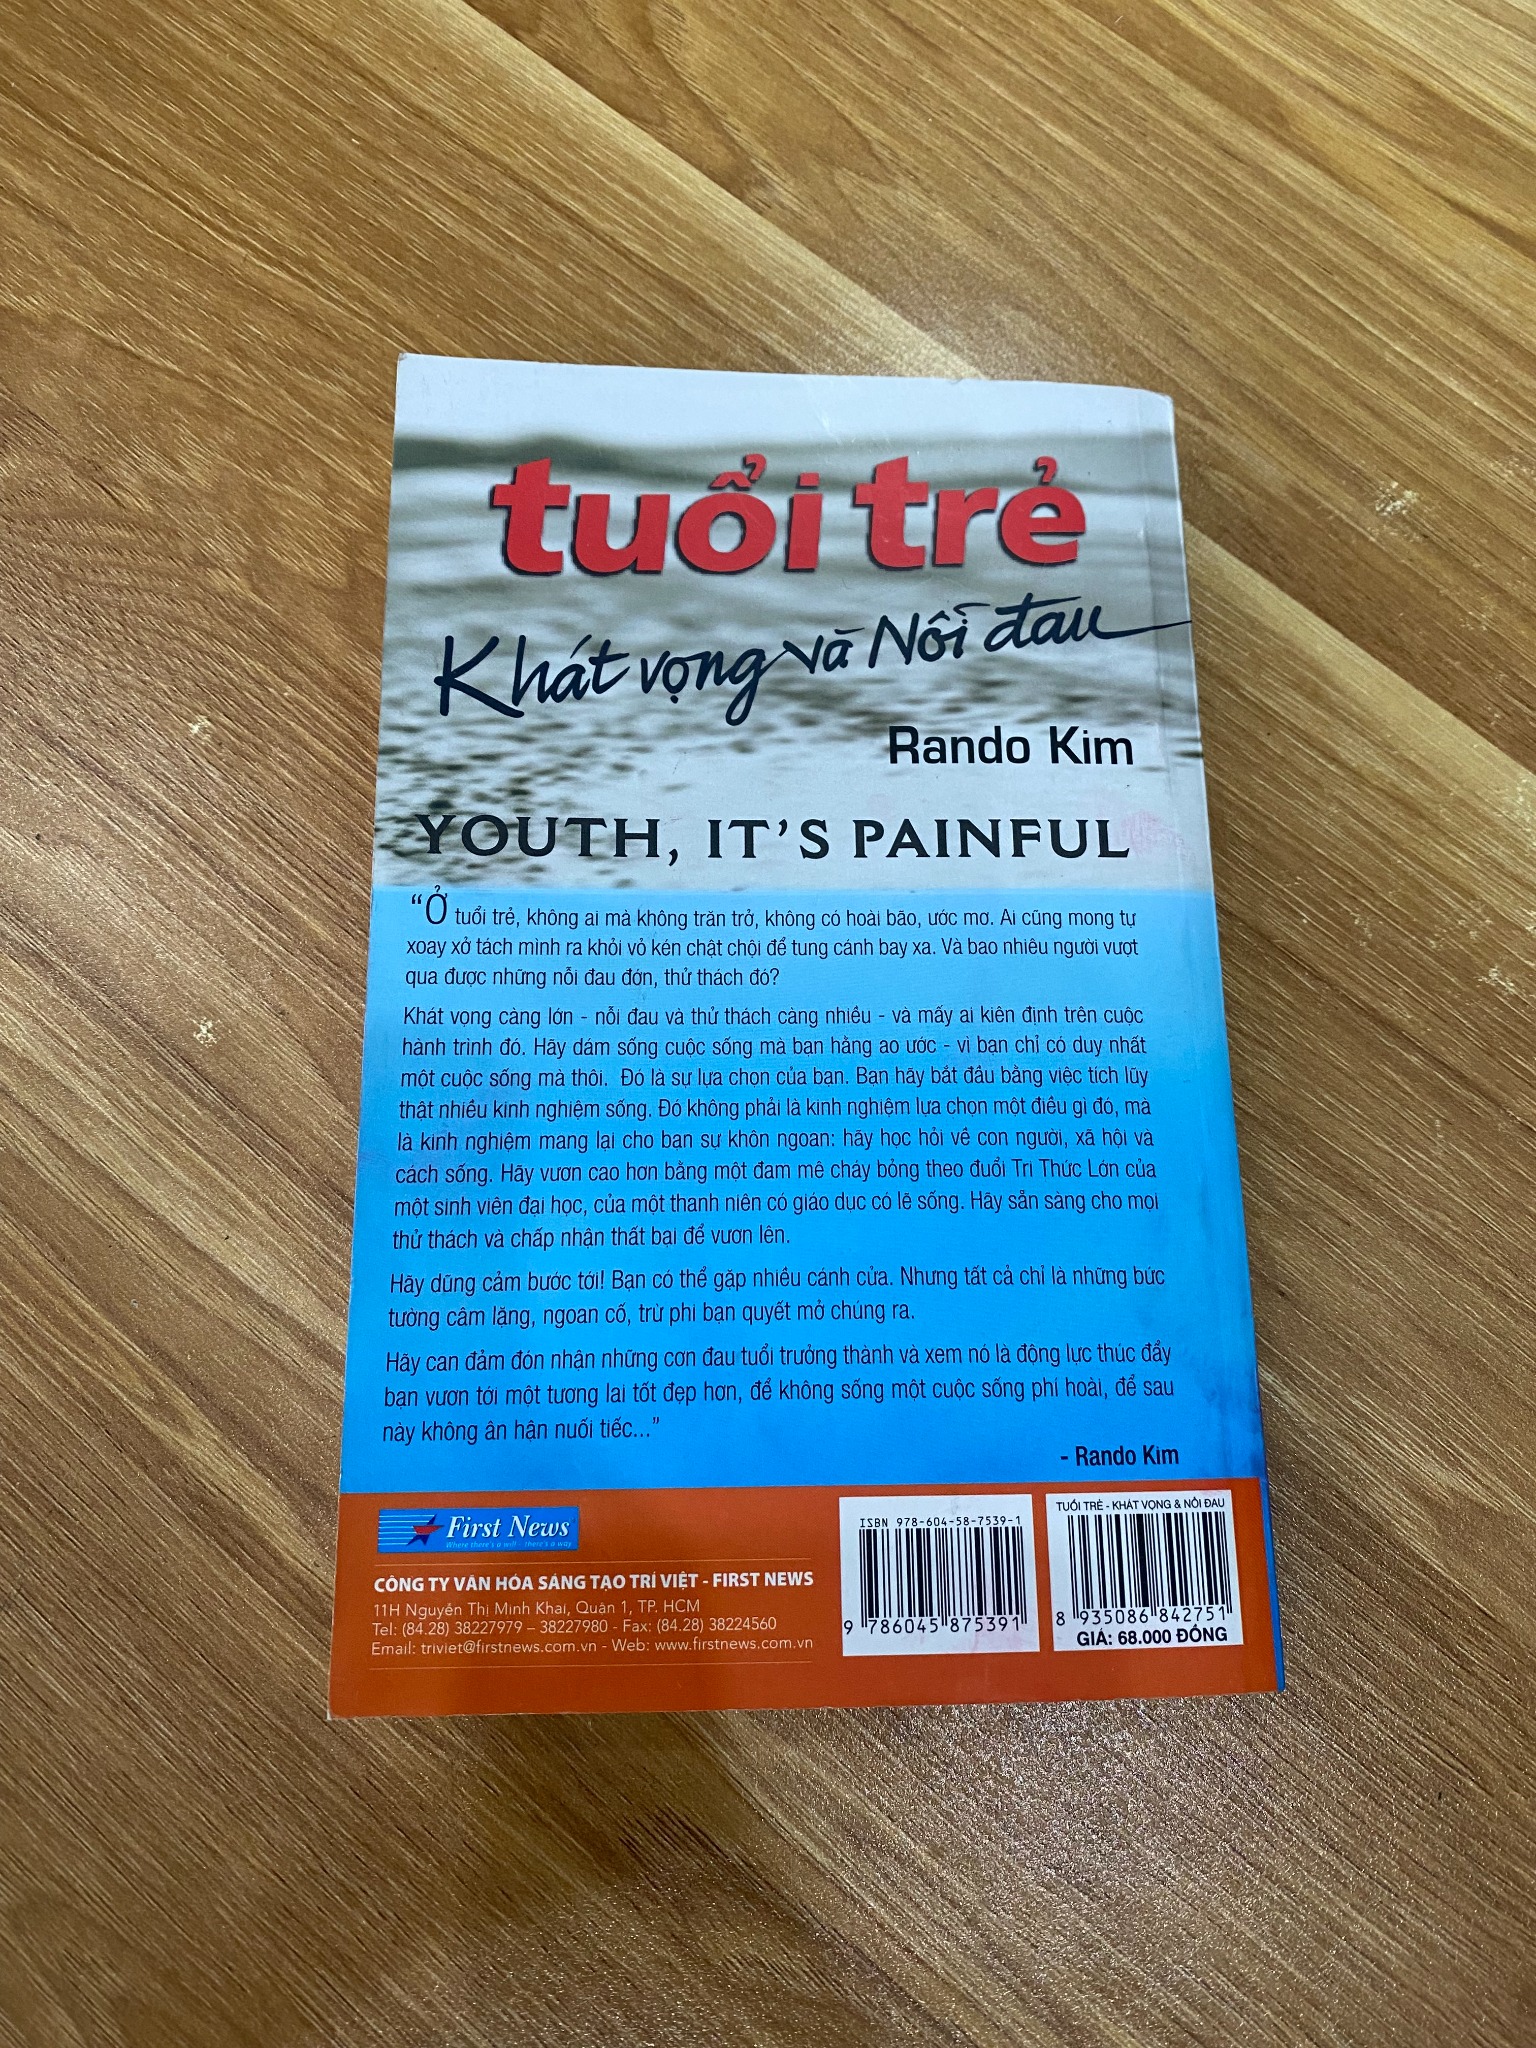 tuổi trẻ
Khát vọng và Nỗi đau
Rando Kim
YOUTH, IT'S PAINFUL
“Ở tuổi trẻ, không ai mà không trăn trở, không có hoài bão, ước mơ. Ai cũng mong tự
xoay xở tách mình ra khỏi vỏ kén chật chội để tung cánh bay xa. Và bao nhiêu người vượt
qua được những nỗi đau đớn, thử thách đó?
Khát vọng càng lớn - nỗi đau và thử thách càng nhiều - và mấy ai kiên định trên cuộc
hành trình đó. Hãy dám sống cuộc sống mà bạn hằng ao ước - vì bạn chỉ có duy nhất
một cuộc sống mà thôi. Đó là sự lựa chọn của bạn. Bạn hãy bắt đầu bằng việc tích lũy
thật nhiều kinh nghiệm sống. Đó không phải là kinh nghiệm lựa chọn một điều gì đó, mà
là kinh nghiệm mang lại cho bạn sự khôn ngoan: hãy học hỏi về con người, xã hội và
cách sống. Hãy vươn cao hơn bằng một đam mê cháy bỏng theo đuổi Tri Thức Lớn của
một sinh viên đại học, của một thanh niên có giáo dục có lẽ sống. Hãy sẵn sàng cho mọi
thử thách và chấp nhận thất bại để vươn lên.
Hãy dũng cảm bước tới! Bạn có thể gặp nhiều cánh cửa. Nhưng tất cả chỉ là những bức
tường câm lặng, ngoan cố, trừ phi bạn quyết mở chúng ra.
Hãy can đảm đón nhận những cơn đau tuổi trưởng thành và xem nó là động lực thúc đẩy
bạn vươn tới một tương lai tốt đẹp hơn, để không sống một cuộc sống phí hoài, để sau
này không ân hận nuối tiếc...”
- Rando Kim
First News
Where there's a will - there's a way
CÔNG TY VĂN HÓA SÁNG TẠO TRÍ VIỆT - FIRST NEWS
11H Nguyễn Thị Minh Khai, Quận 1, TP. HCM
Tel: (84.28) 38227979 – 38227980 - Fax: (84.28) 38224560
Email: triviet@firstnews.com.vn - Web: www.firstnews.com.vn
ISBN 978-604-58-7539-1
9 786045 875391
TUỔI TRẺ - KHÁT VỌNG & NỖI ĐAU
8 935086 842751
GIÁ: 68.000 ĐỒNG